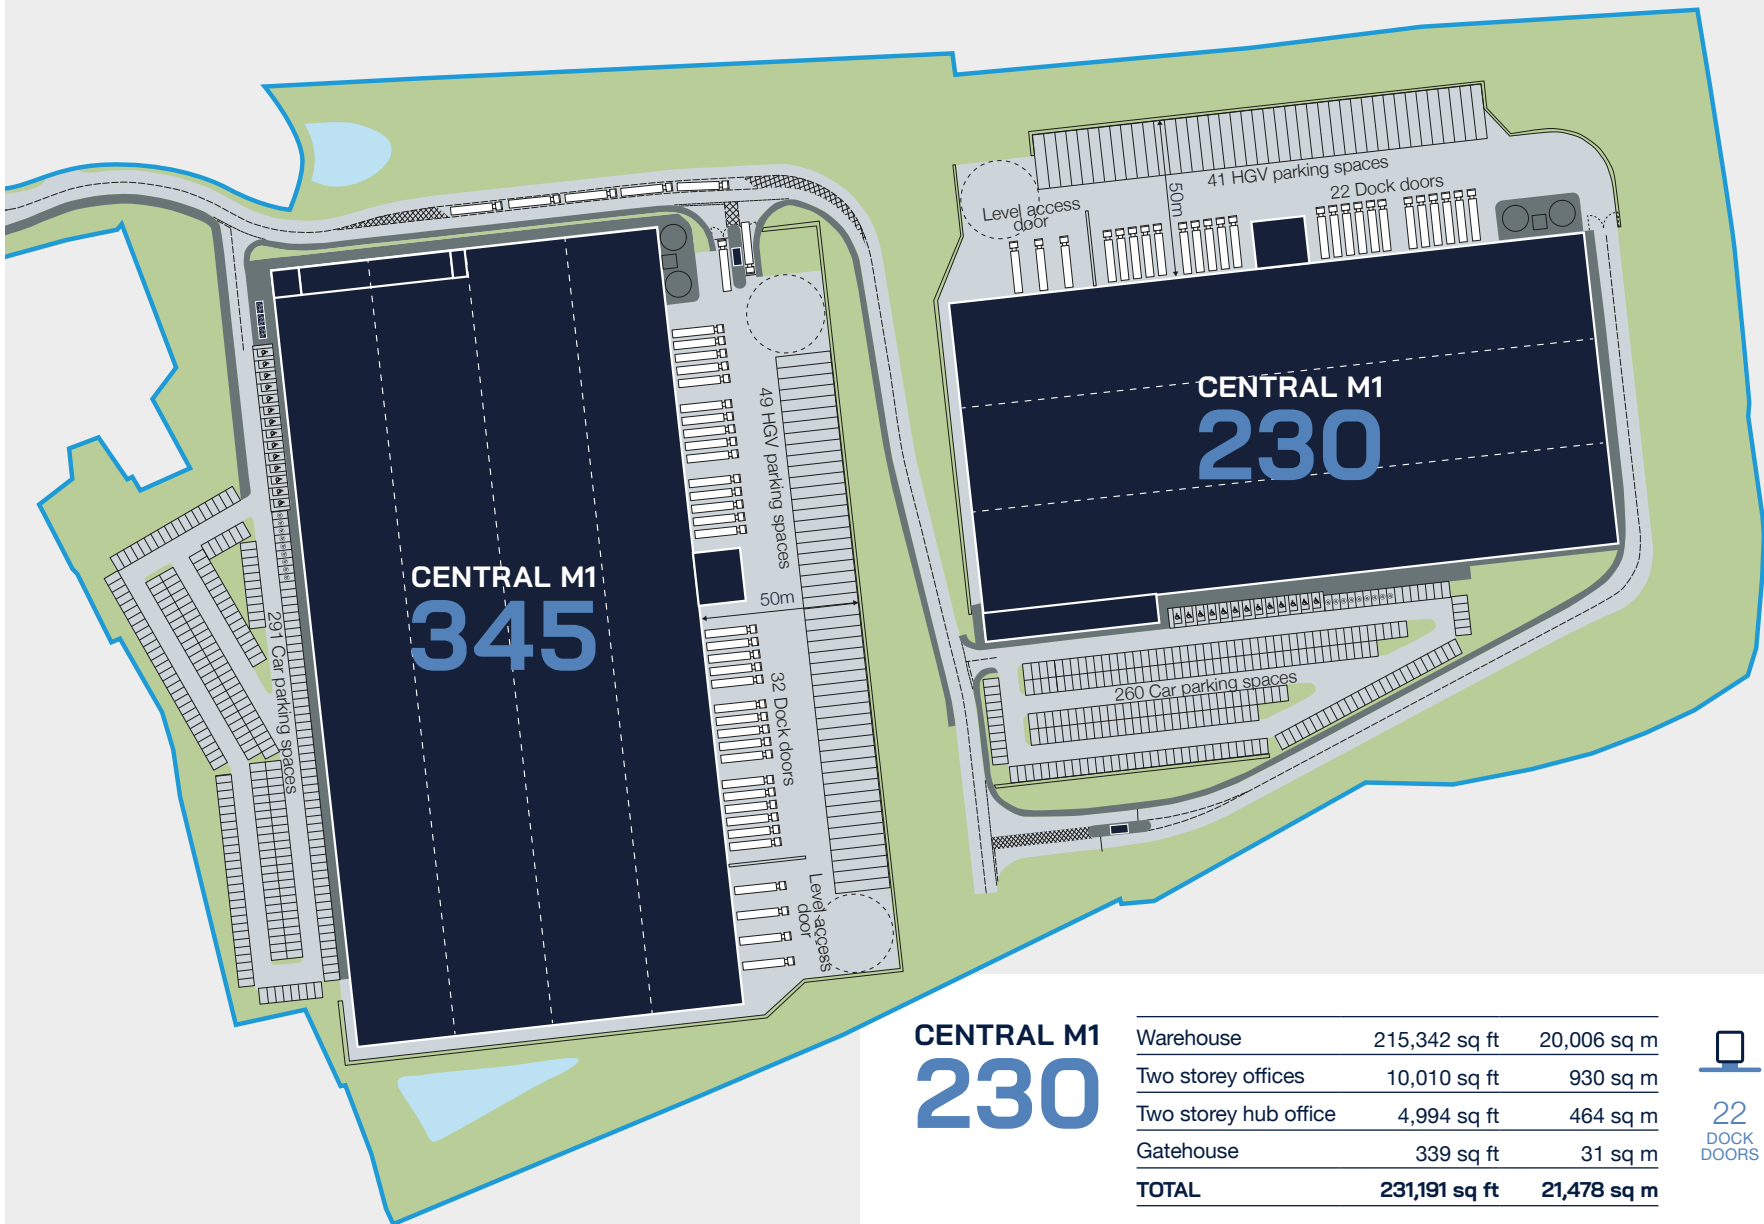 41 HGV parking spaces
50m
22 Dock doors
Level access
door
CENTRAL M1
230
49 HGV parking spaces
CENTRAL M1
345
50m
291 Car parking spaces
32 Dock doors
260 Car parking spaces
Level access
door
CENTRAL M1
230
Warehouse 215,342 sq ft 20,006 sq m
Two storey offices 10,010 sq ft 930 sq m
Two storey hub office 4,994 sq ft 464 sq m
Gatehouse 339 sq ft 31 sq m
TOTAL 231,191 sq ft 21,478 sq m
22
DOCK
DOORS